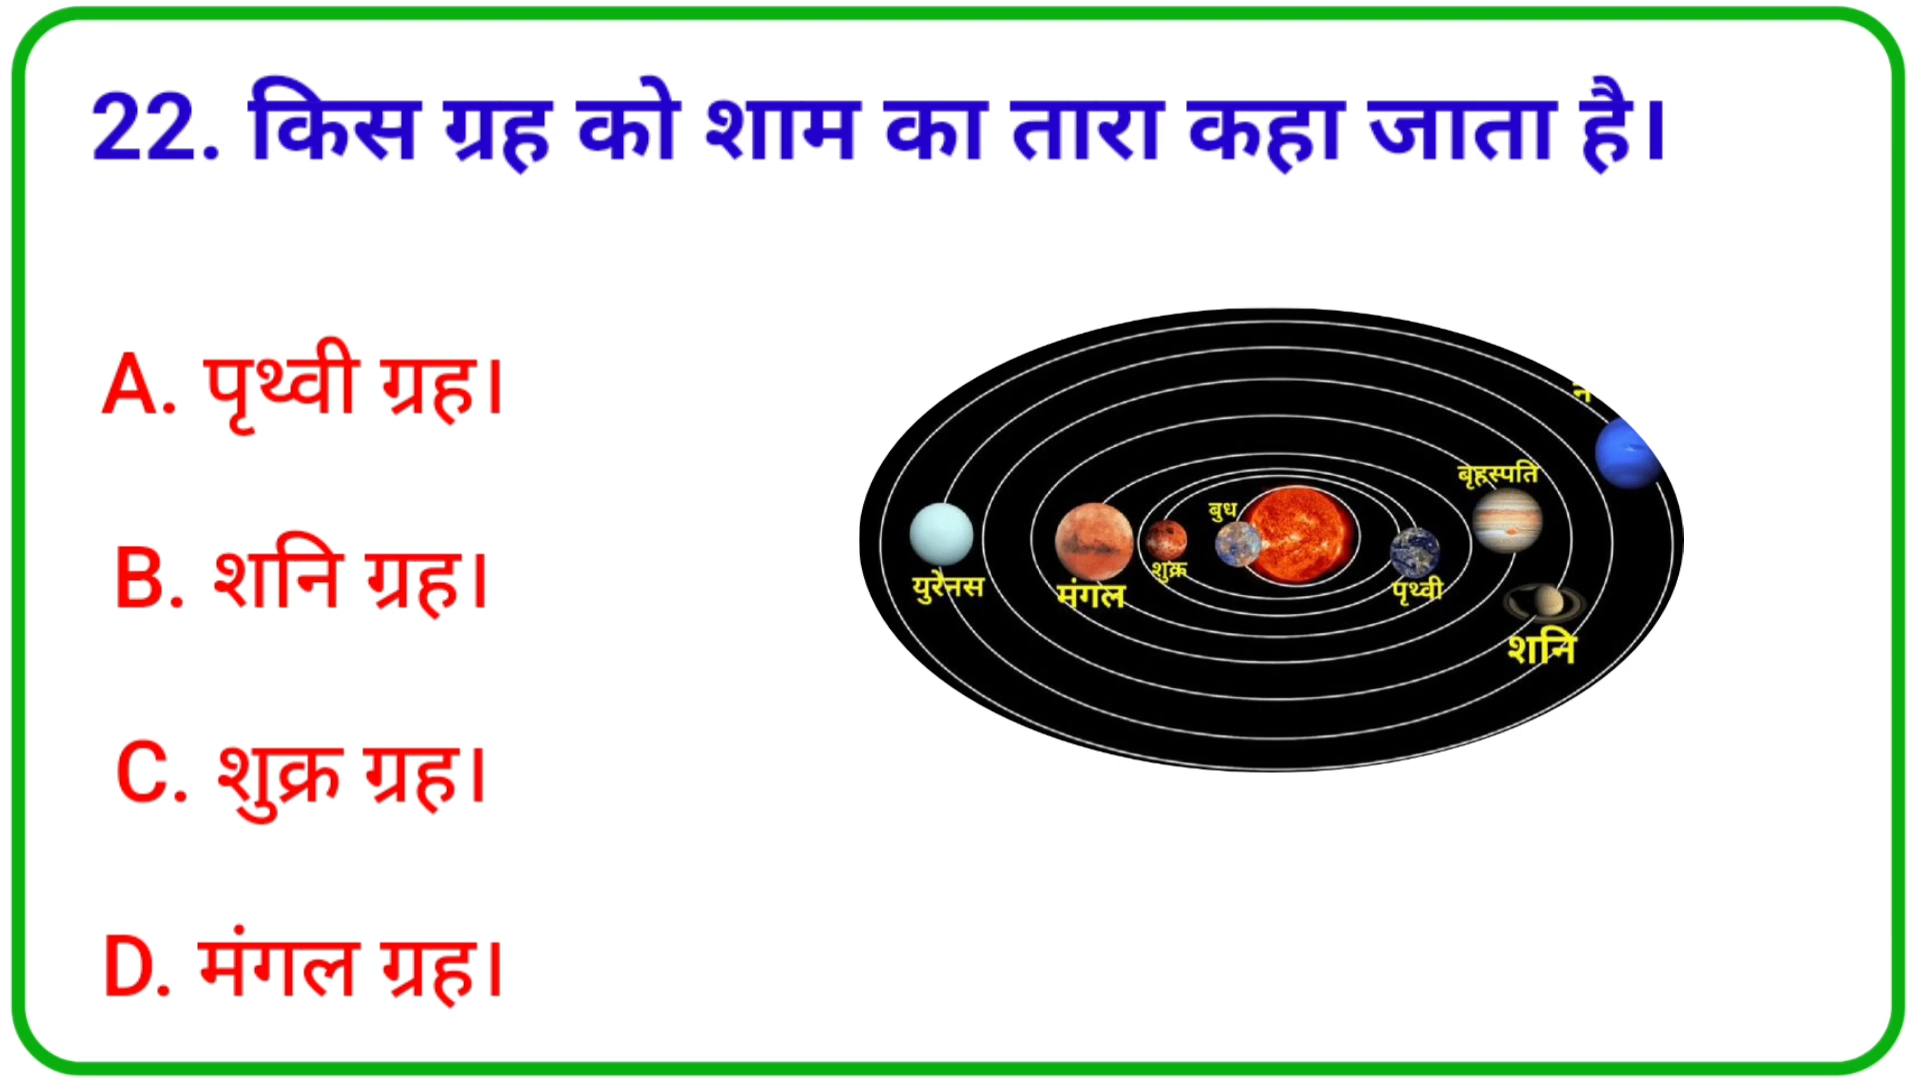 22. किस ग्रह को शाम का तारा कहा जाता है।
A. पृथ्वी ग्रह।
B. शनि ग्रह।
C. शुक्र ग्रह।
D. मंगल ग्रह।
बृहस्पति
बुध
शुक्र
युरेनस
मंगल
पृथ्वी
शनि